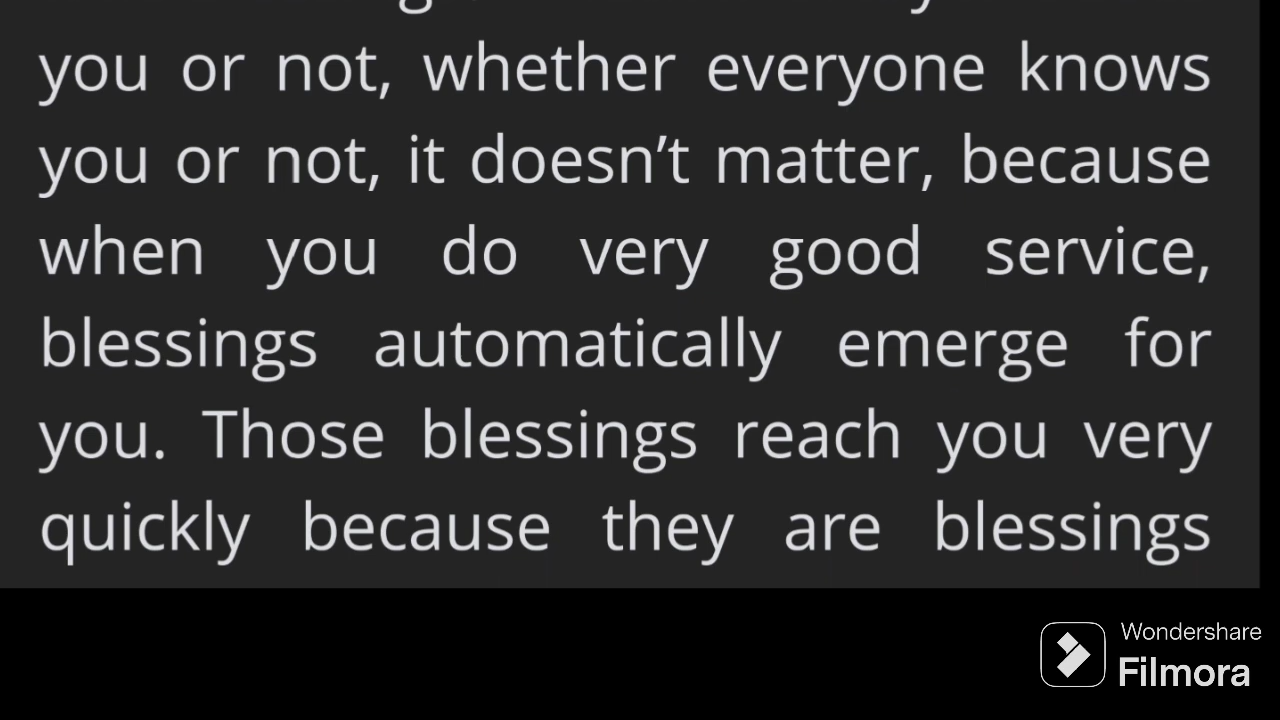 you or not, whether everyone knows
you or not, it doesn’t matter, because
when you do very good service,
blessings automatically emerge for
you. Those blessings reach you very
quickly because they are blessings
Wondershare
Filmora